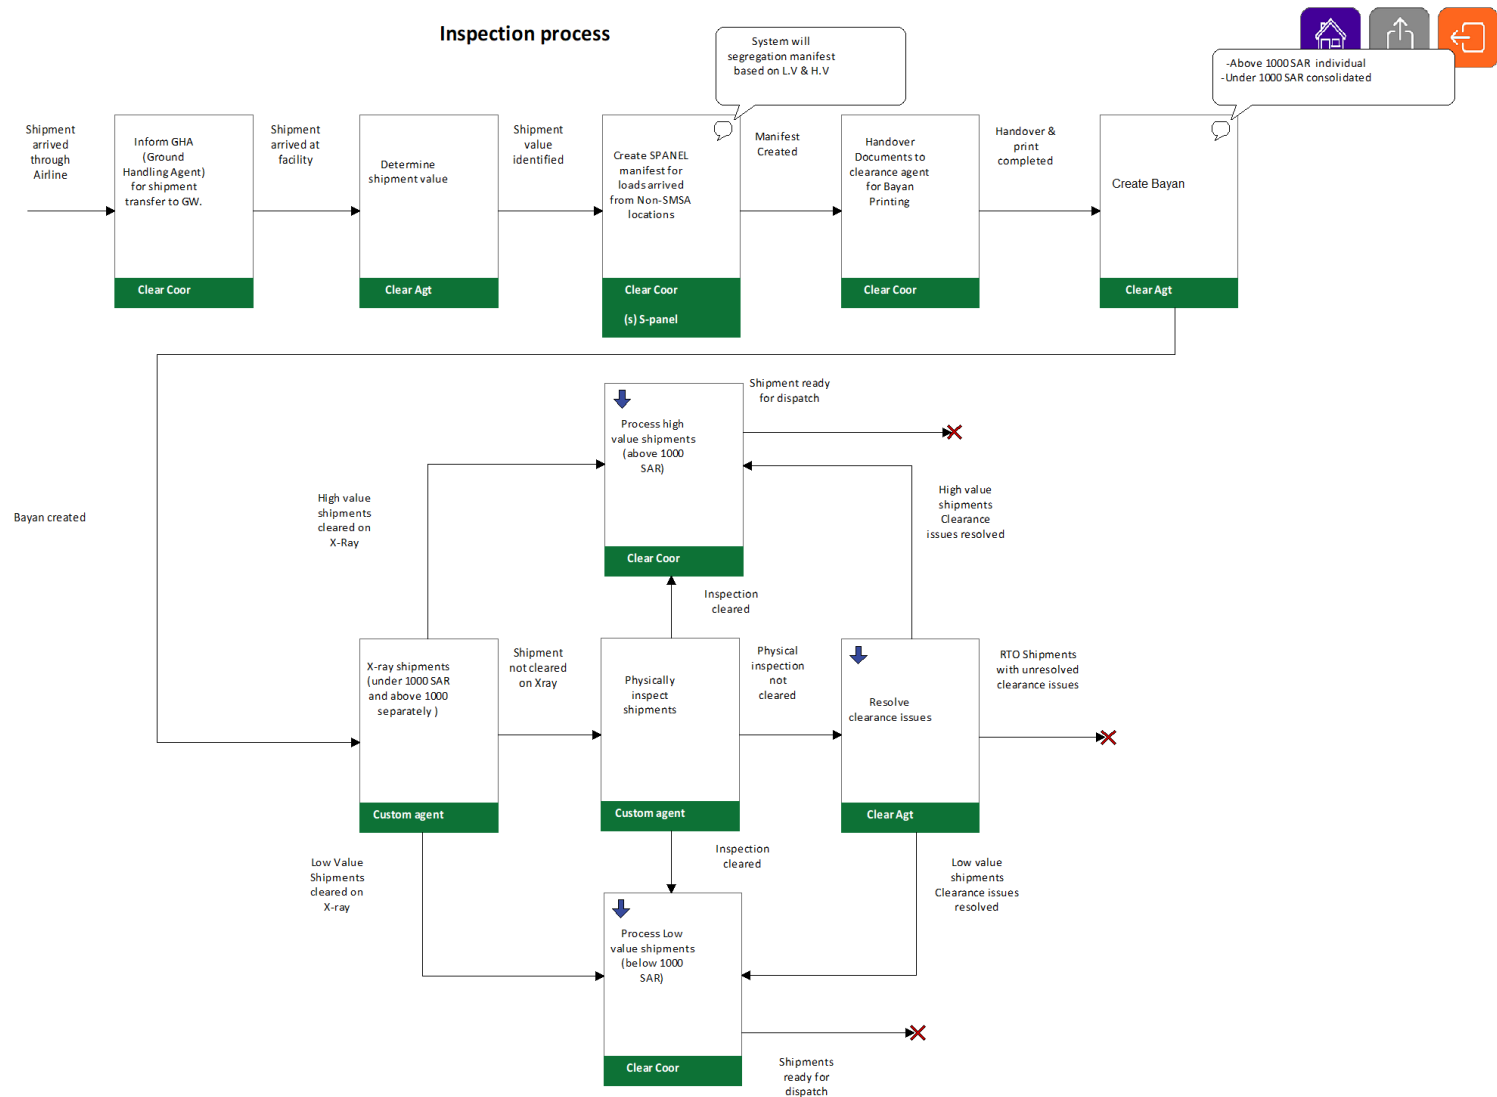 Inspection process
System will
segregation manifest
based on L.V & H.V
-Above 1000 SAR individual
-Under 1000 SAR consolidated
Shipment
arrived
through
Airline
Inform GHA
(Ground
Handling Agent)
for shipment
transfer to GW.
Clear Coor
Shipment
arrived at
facility
Determine
shipment value
Clear Agt
Shipment
value
identified
Create SPANEL
manifest for
loads arrived
from Non-SMSA
locations
Clear Coor
(s) S-panel
Manifest
Created
Handover
Documents to
clearance agent
for Bayan
Printing
Clear Coor
Handover &
print
completed
Create Bayan
Clear Agt
Bayan created
High value
shipments
cleared on
X-Ray
Process high
value shipments
(above 1000
SAR)
Clear Coor
Shipment ready
for dispatch
High value
shipments
Clearance
issues resolved
Inspection
cleared
X-ray shipments
(under 1000 SAR
and above 1000
separately )
Custom agent
Shipment
not cleared
on Xray
Physically
inspect
shipments
Custom agent
Physical
inspection
not
cleared
Resolve
clearance issues
Clear Agt
RTO Shipments
with unresolved
clearance issues
Low Value
Shipments
cleared on
X-ray
Inspection
cleared
Low value
shipments
Clearance issues
resolved
Process Low
value shipments
(below 1000
SAR)
Clear Coor
Shipments
ready for
dispatch